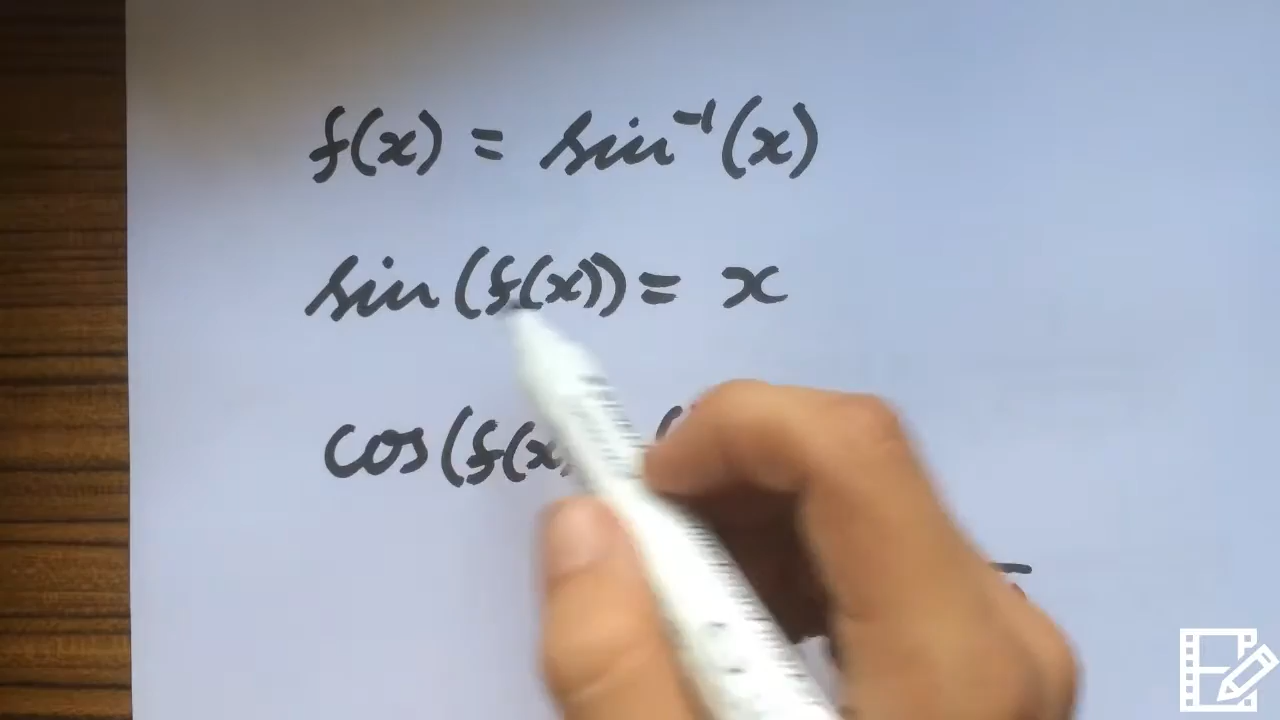 f(x) = sin⁻¹(x)
sin(f(x)) = x
cos(f(x)